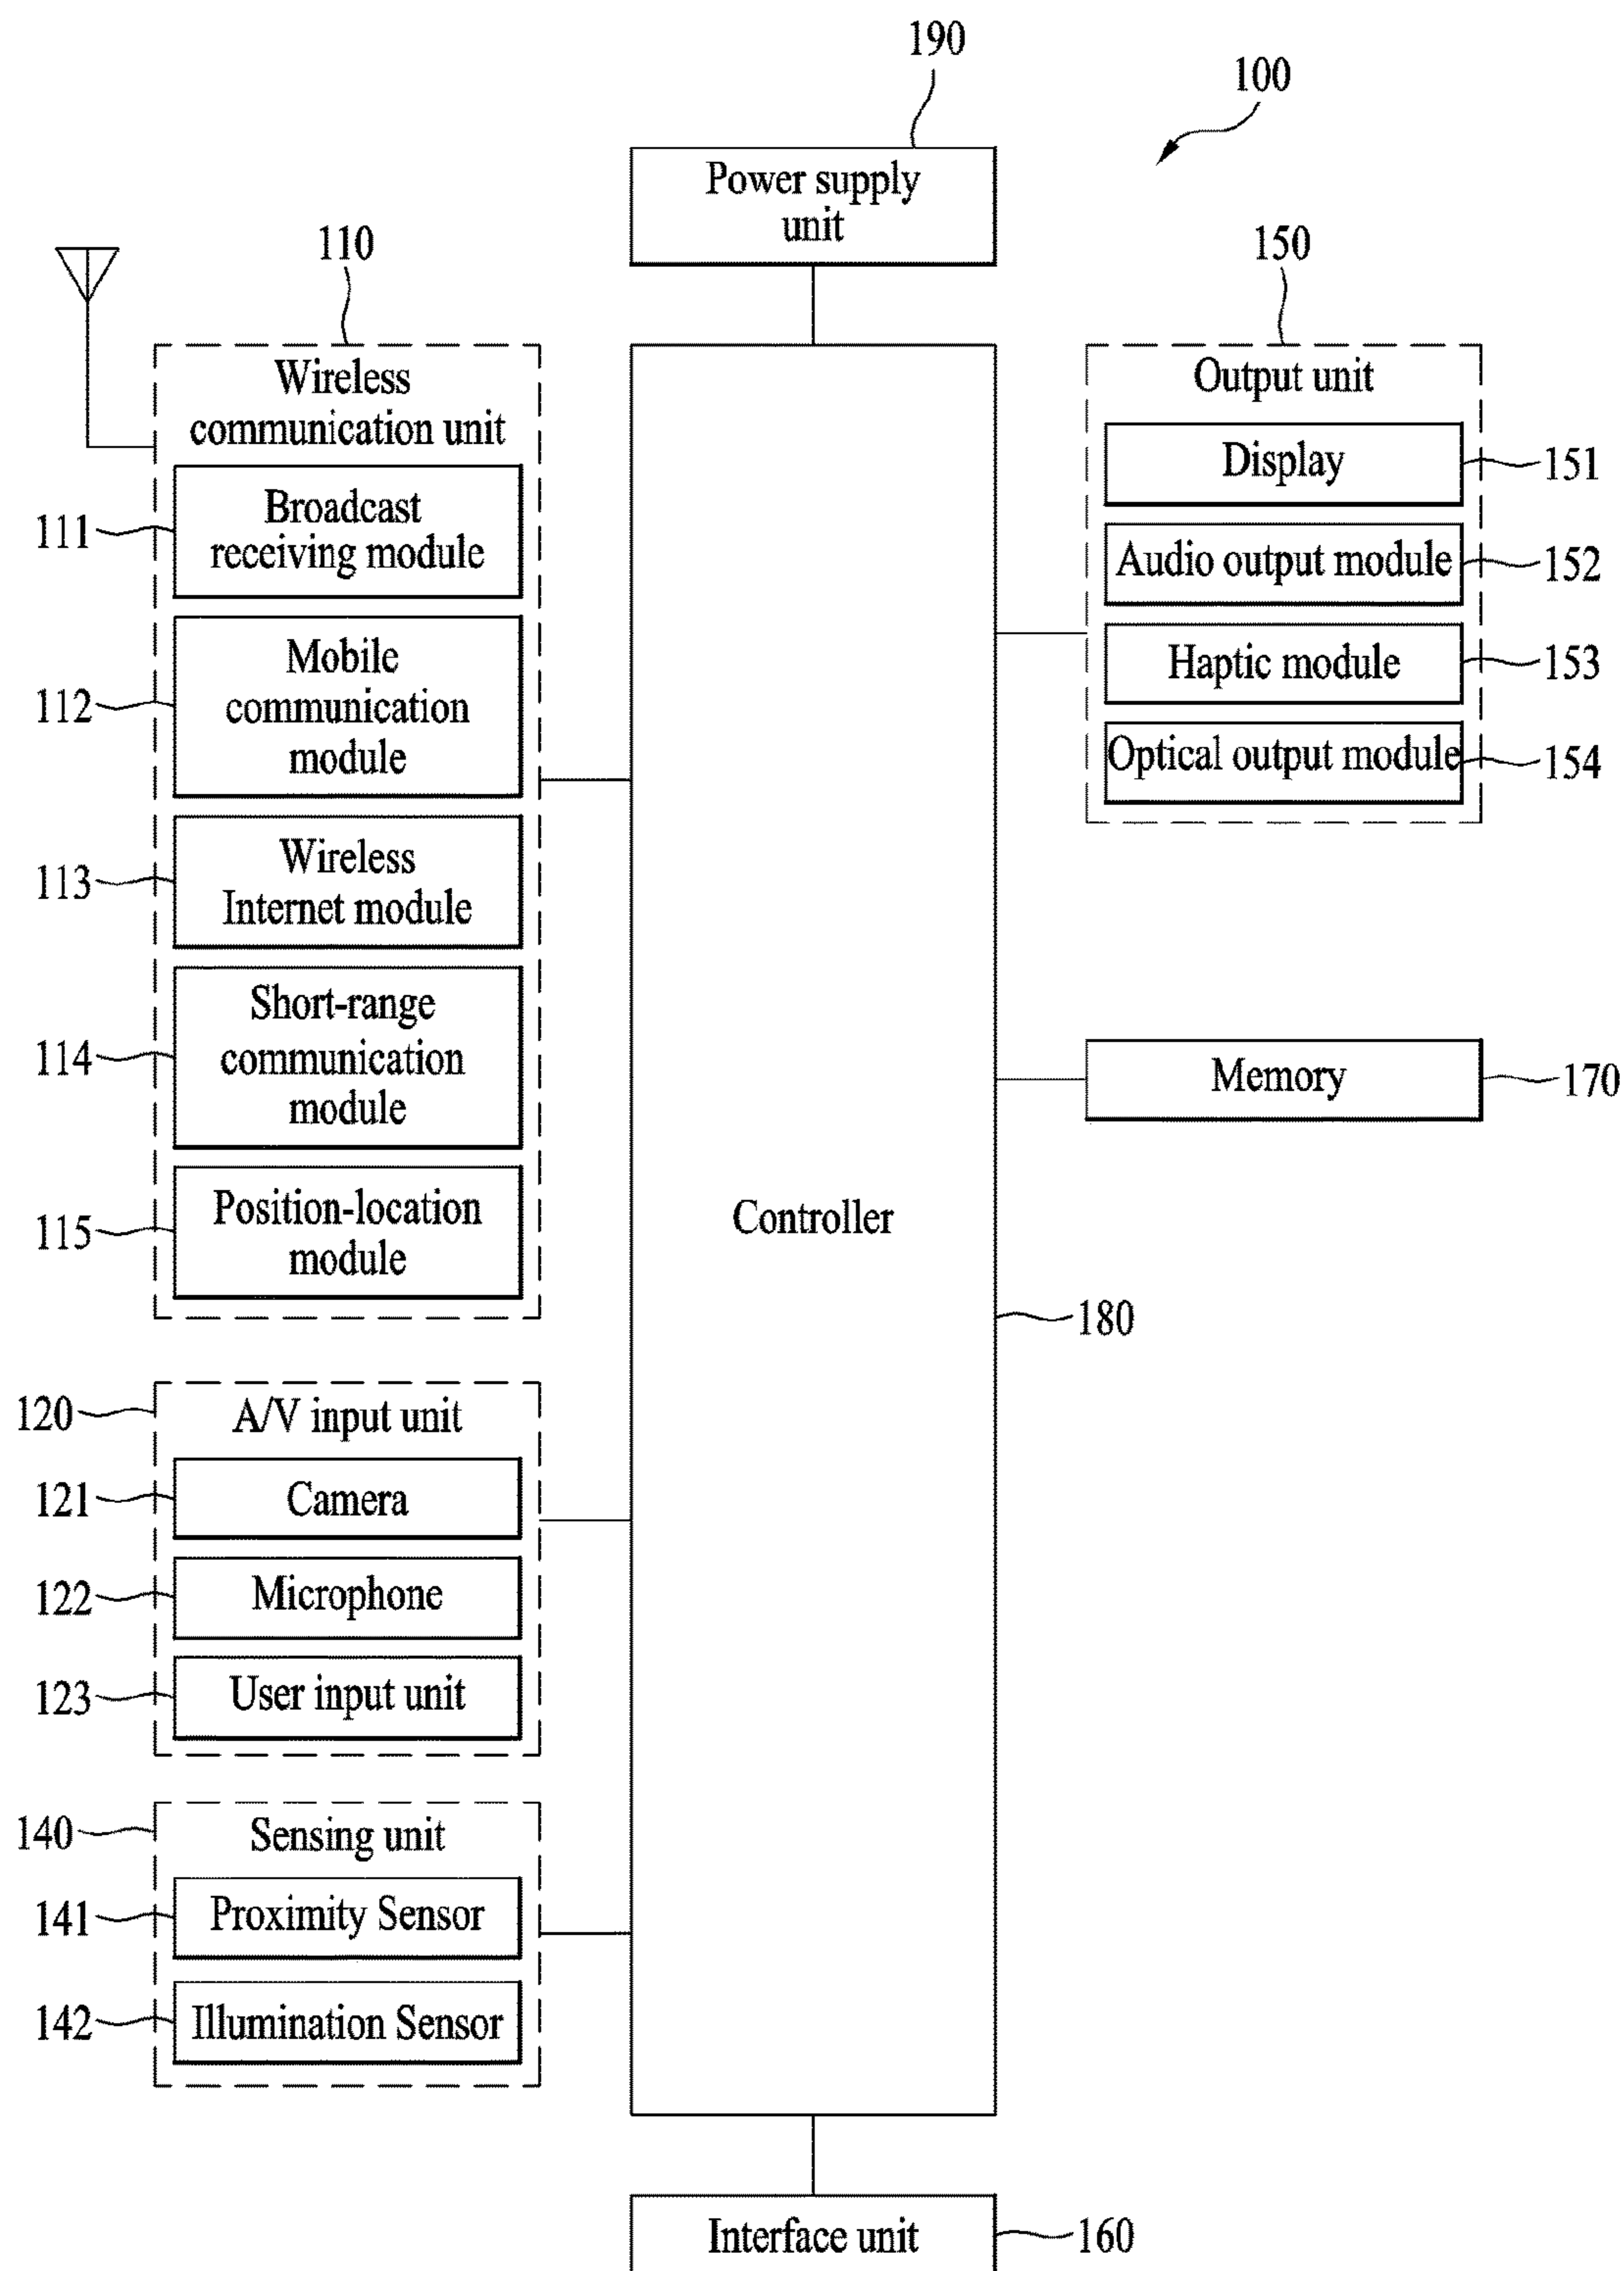 190
100
Power supply
unit
110
Wireless
communication unit
111
Broadcast
receiving module
112
Mobile
communication
module
113
Wireless
Internet module
114
Short-range
communication
module
115
Position-location
module
120
A/V input unit
121
Camera
122
Microphone
123
User input unit
140
Sensing unit
141
Proximity Sensor
142
Illumination Sensor
Controller
180
150
Output unit
Display
151
Audio output module
152
Haptic module
153
Optical output module
154
Memory
170
Interface unit
160